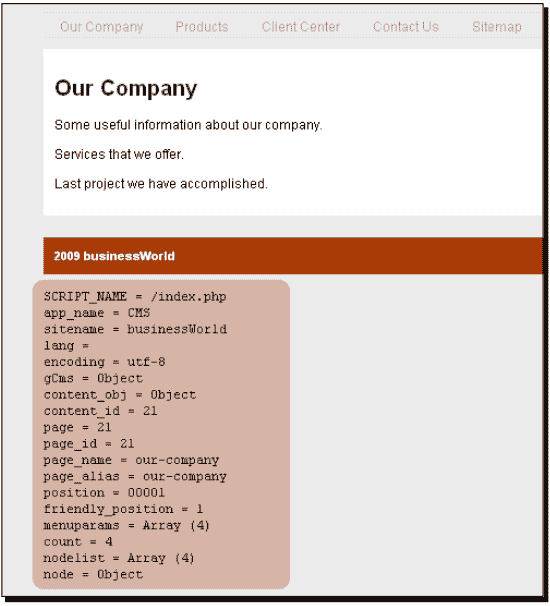 Our Company Products Client Center Contact Us Sitemap
Our Company
Some useful information about our company.
Services that we offer.
Last project we have accomplished.
2009 businessWorld
SCRIPT_NAME = /index.php
app_name = CMS
sitename = businessWorld
lang =
encoding = utf-8
gCms = Object
content_obj = Object
content_id = 21
page = 21
page_id = 21
page_name = our-company
page_alias = our-company
position = 00001
friendly_position = 1
menuparams = Array (4)
count = 4
nodelist = Array (4)
node = Object